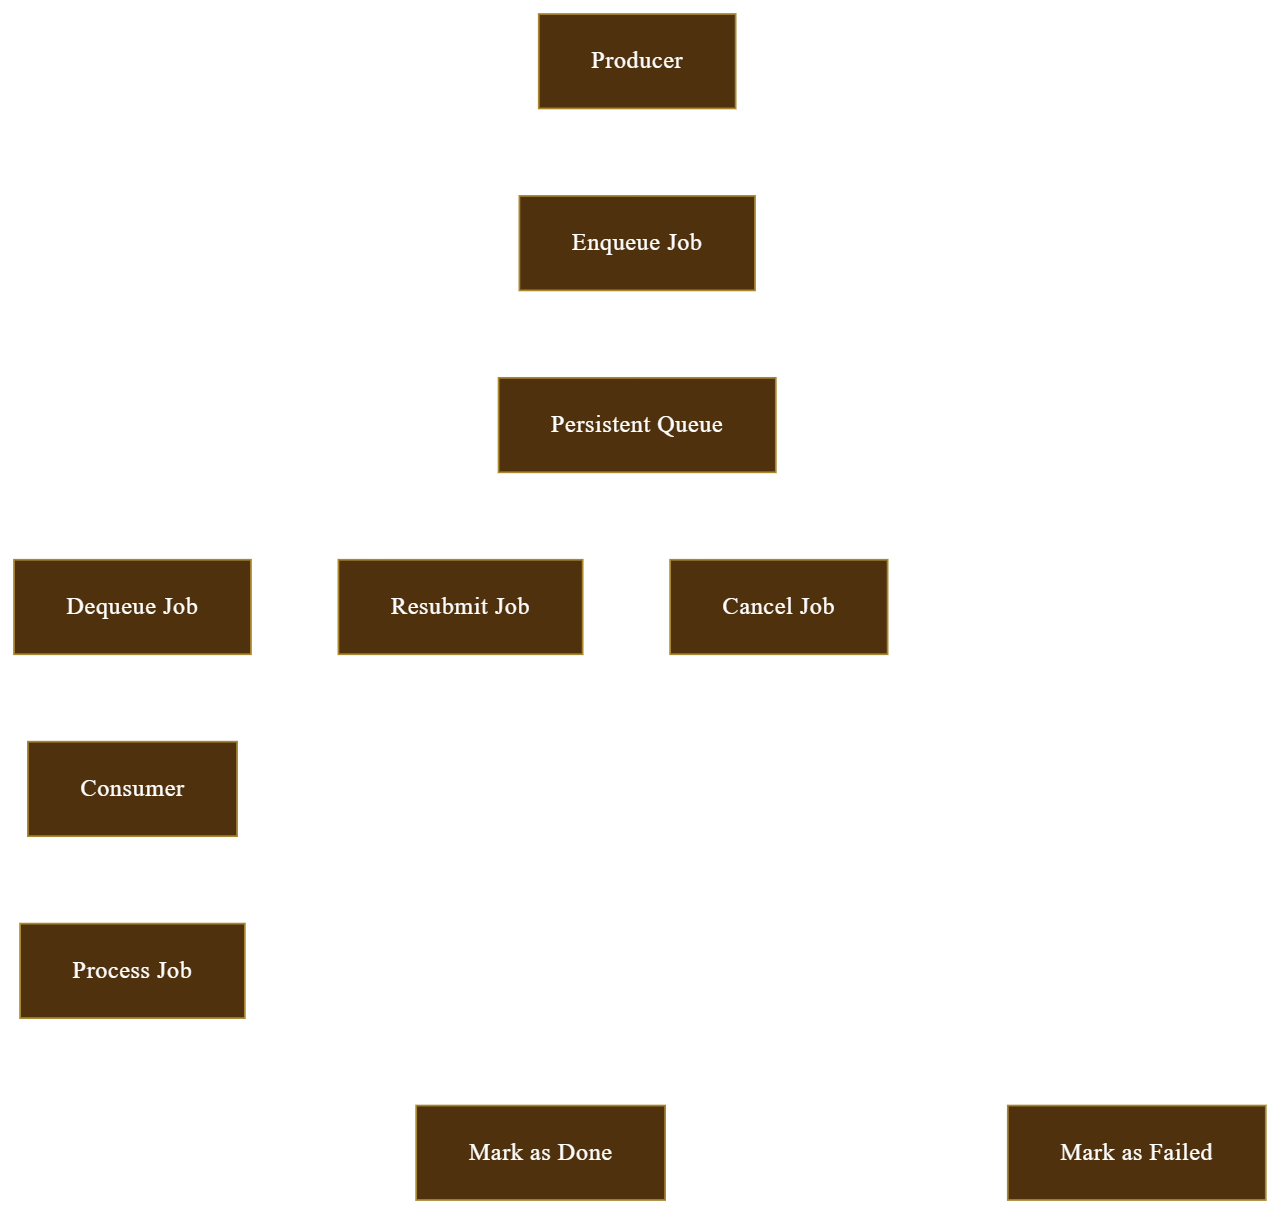 Producer
Enqueue Job
Persistent Queue
Dequeue Job
Resubmit Job
Cancel Job
Consumer
Process Job
Mark as Done
Mark as Failed